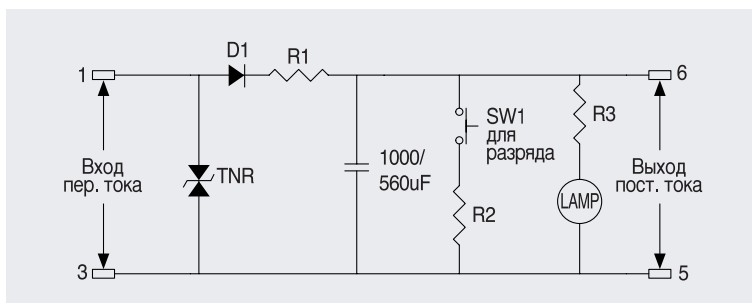 D1
R1
1
6
Вход
пер. тока
TNR
1000/
560uF
SW1
для
разряда
R2
R3
LAMP
Выход
пост. тока
3
5